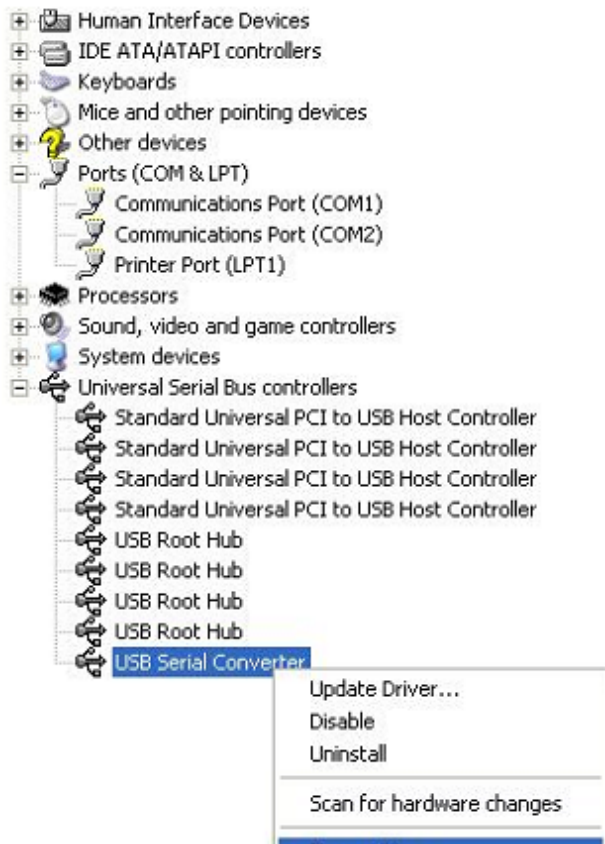 Human Interface Devices
IDE ATA/ATAPI controllers
Keyboards
Mice and other pointing devices
Other devices
Ports (COM & LPT)
Communications Port (COM1)
Communications Port (COM2)
Printer Port (LPT1)
Processors
Sound, video and game controllers
System devices
Universal Serial Bus controllers
Standard Universal PCI to USB Host Controller
Standard Universal PCI to USB Host Controller
Standard Universal PCI to USB Host Controller
Standard Universal PCI to USB Host Controller
USB Root Hub
USB Root Hub
USB Root Hub
USB Root Hub
USB Serial Converter
Update Driver...
Disable
Uninstall
Scan for hardware changes